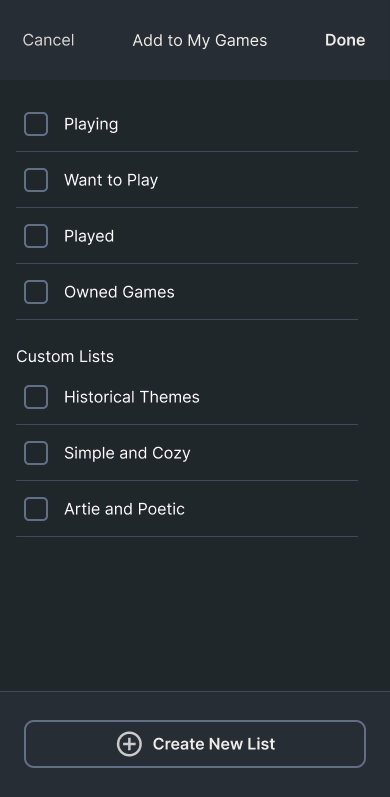 Cancel Add to My Games Done
Playing
Want to Play
Played
Owned Games
Custom Lists
Historical Themes
Simple and Cozy
Artie and Poetic
Create New List